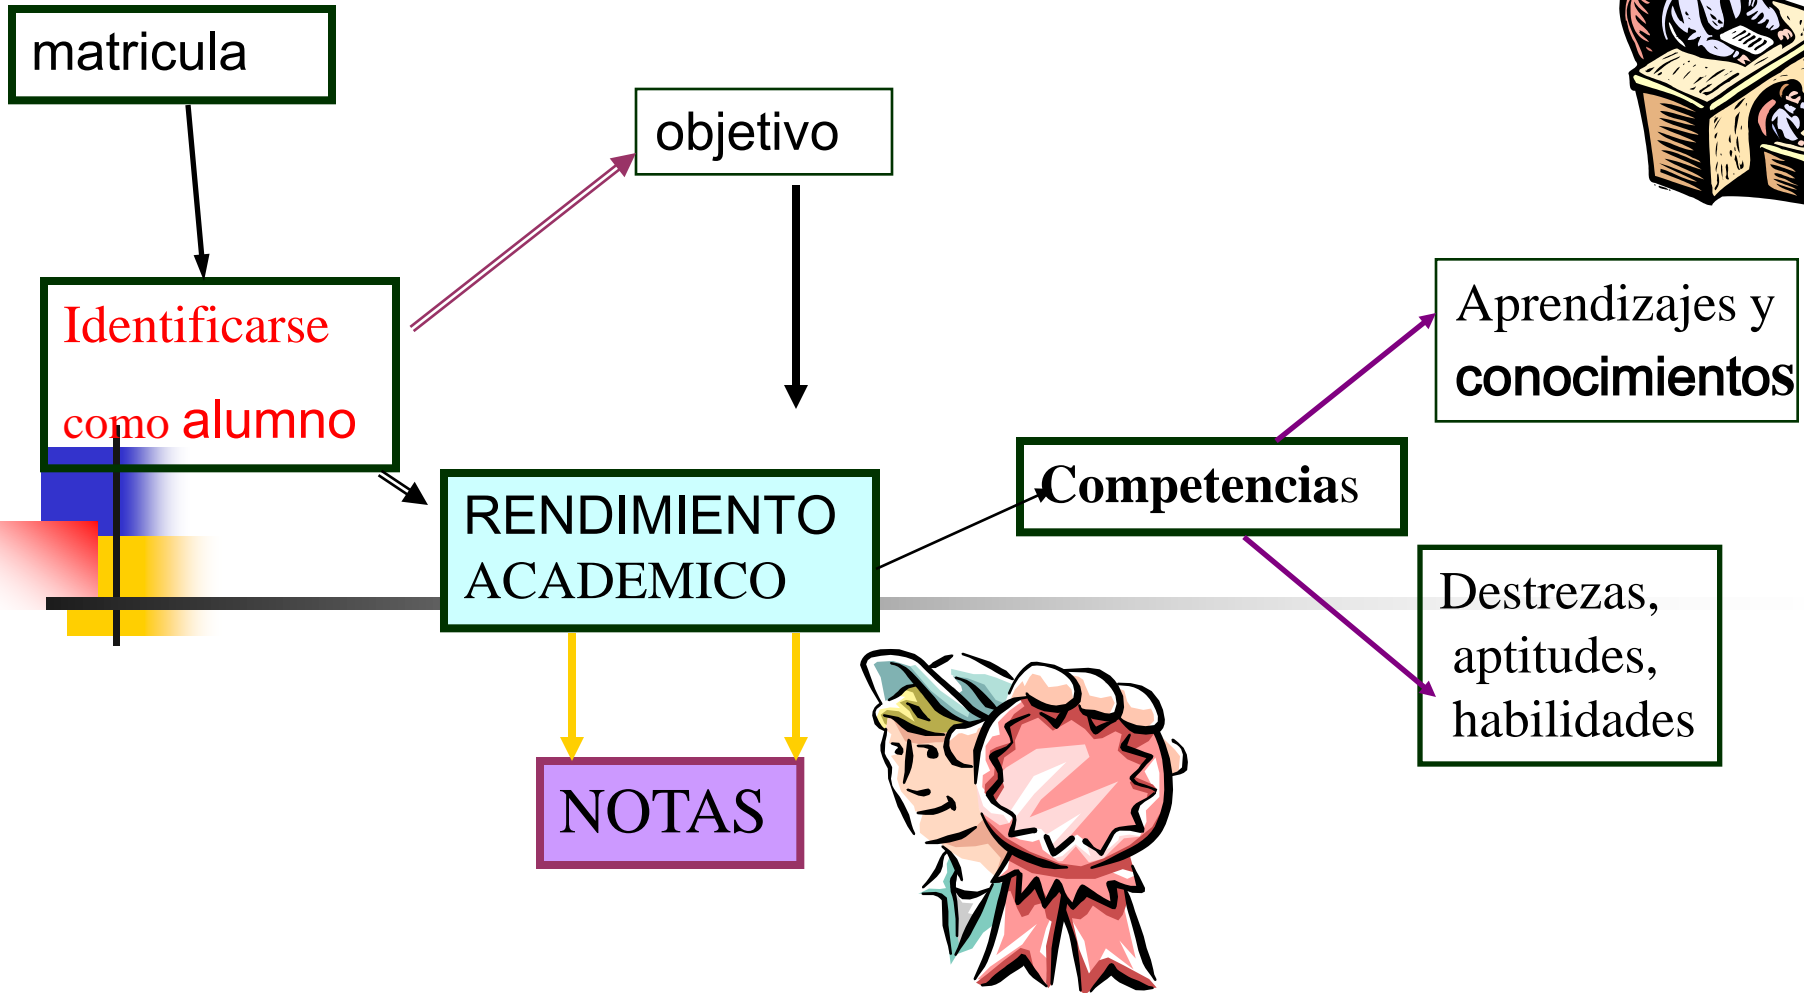 matricula
objetivo
Identificarse
como alumno
RENDIMIENTO
ACADEMICO
Competencias
Aprendizajes y
conocimientos
Destrezas,
aptitudes,
habilidades
NOTAS